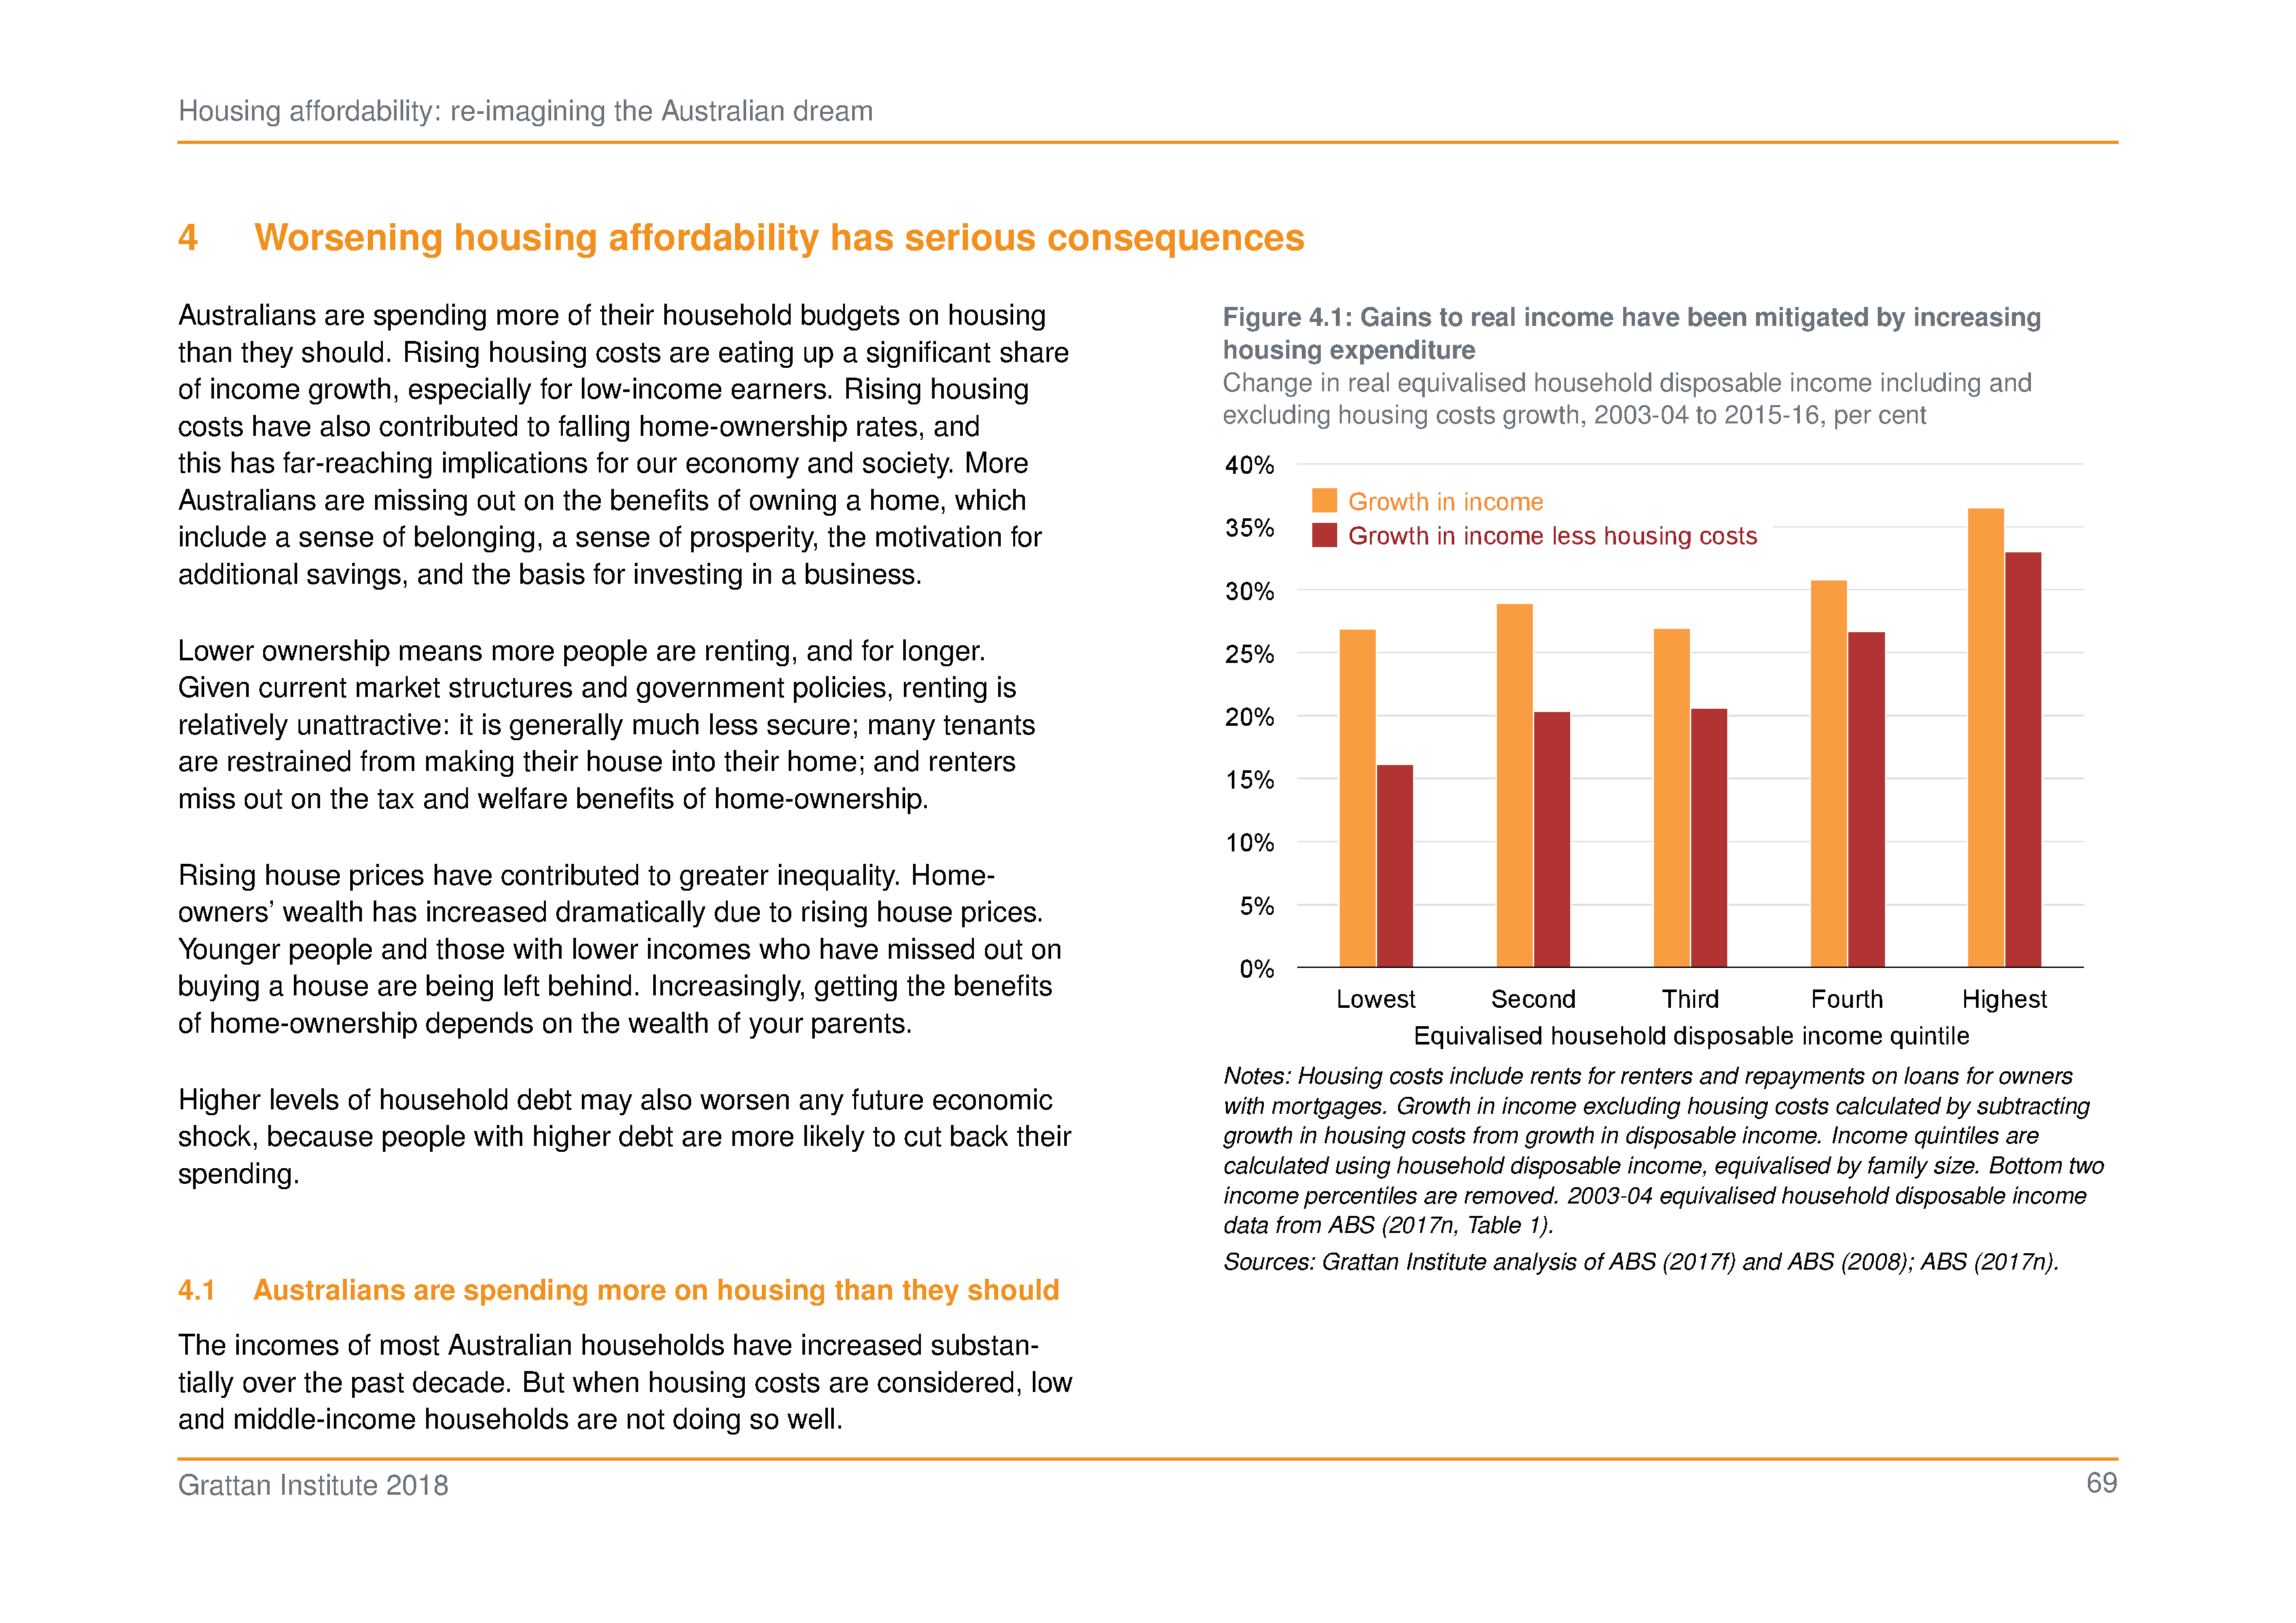 Housing affordability: re-imagining the Australian dream
4 Worsening housing affordability has serious consequences
Australians are spending more of their household budgets on housing
than they should. Rising housing costs are eating up a significant share
of income growth, especially for low-income earners. Rising housing
costs have also contributed to falling home-ownership rates, and
this has far-reaching implications for our economy and society. More
Australians are missing out on the benefits of owning a home, which
include a sense of belonging, a sense of prosperity, the motivation for
additional savings, and the basis for investing in a business.
Lower ownership means more people are renting, and for longer.
Given current market structures and government policies, renting is
relatively unattractive: it is generally much less secure; many tenants
are restrained from making their house into their home; and renters
miss out on the tax and welfare benefits of home-ownership.
Rising house prices have contributed to greater inequality. Home-
owners’ wealth has increased dramatically due to rising house prices.
Younger people and those with lower incomes who have missed out on
buying a house are being left behind. Increasingly, getting the benefits
of home-ownership depends on the wealth of your parents.
Higher levels of household debt may also worsen any future economic
shock, because people with higher debt are more likely to cut back their
spending.
4.1 Australians are spending more on housing than they should
The incomes of most Australian households have increased substan-
tially over the past decade. But when housing costs are considered, low
and middle-income households are not doing so well.
Figure 4.1: Gains to real income have been mitigated by increasing
housing expenditure
Change in real equivalised household disposable income including and
excluding housing costs growth, 2003-04 to 2015-16, per cent
40%
Growth in income
35%
Growth in income less housing costs
30%
25%
20%
15%
10%
5%
0%
Lowest Second Third Fourth Highest
Equivalised household disposable income quintile
Notes: Housing costs include rents for renters and repayments on loans for owners
with mortgages. Growth in income excluding housing costs calculated by subtracting
growth in housing costs from growth in disposable income. Income quintiles are
calculated using household disposable income, equivalised by family size. Bottom two
income percentiles are removed. 2003-04 equivalised household disposable income
data from ABS (2017n, Table 1).
Sources: Grattan Institute analysis of ABS (2017f) and ABS (2008); ABS (2017n).
Grattan Institute 2018
69